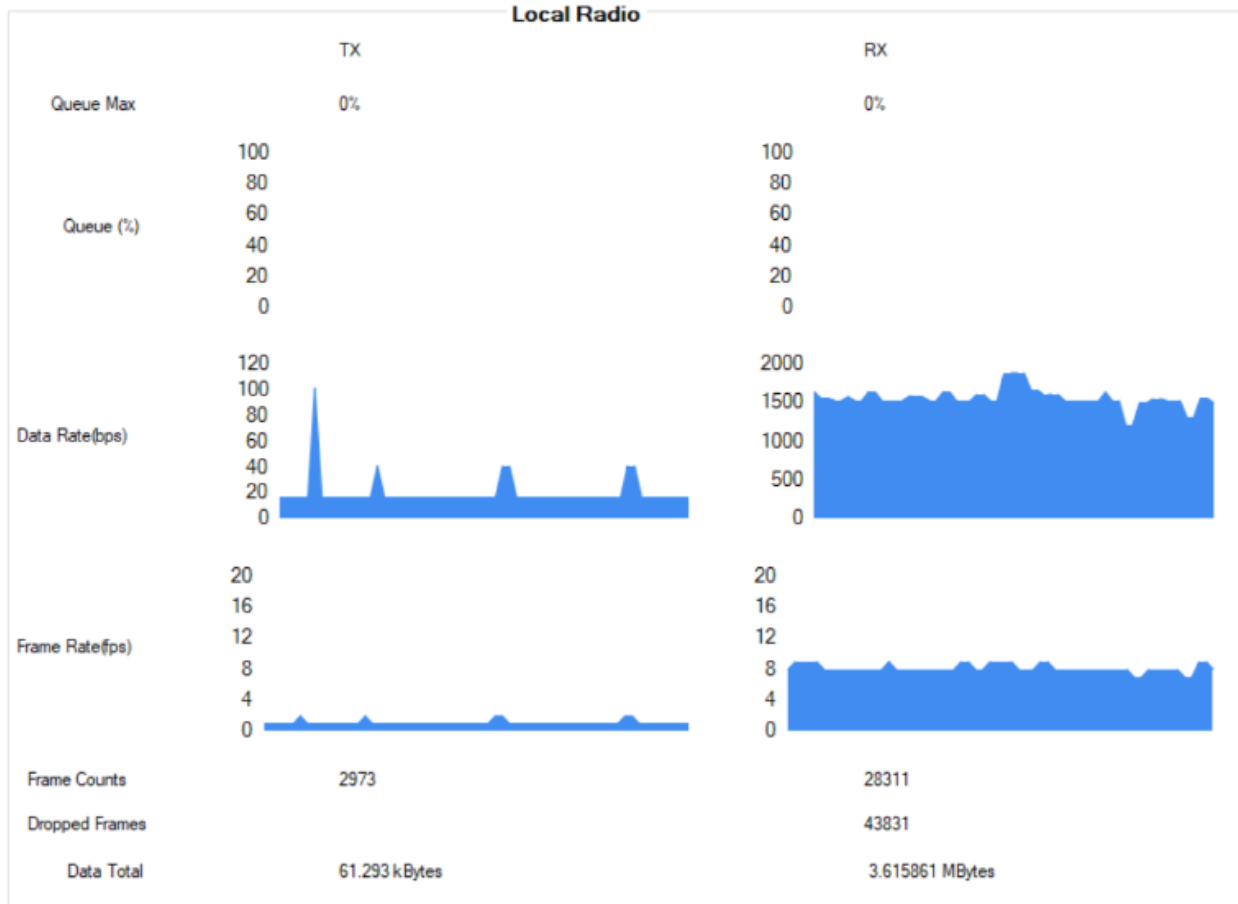 Local Radio
TX RX
Queue Max 0% 0%
100 100
80 80
60 60
Queue (%)
40 40
20 20
0 0
120 2000
100
80 1500
Data Rate(bps)
60 1000
40
20 500
0 0
20 20
16 16
12 12
Frame Rate(fps)
8 8
4 4
0 0
Frame Counts 2973 28311
Dropped Frames 43831
Data Total 61.293 kBytes 3.615861 MBytes